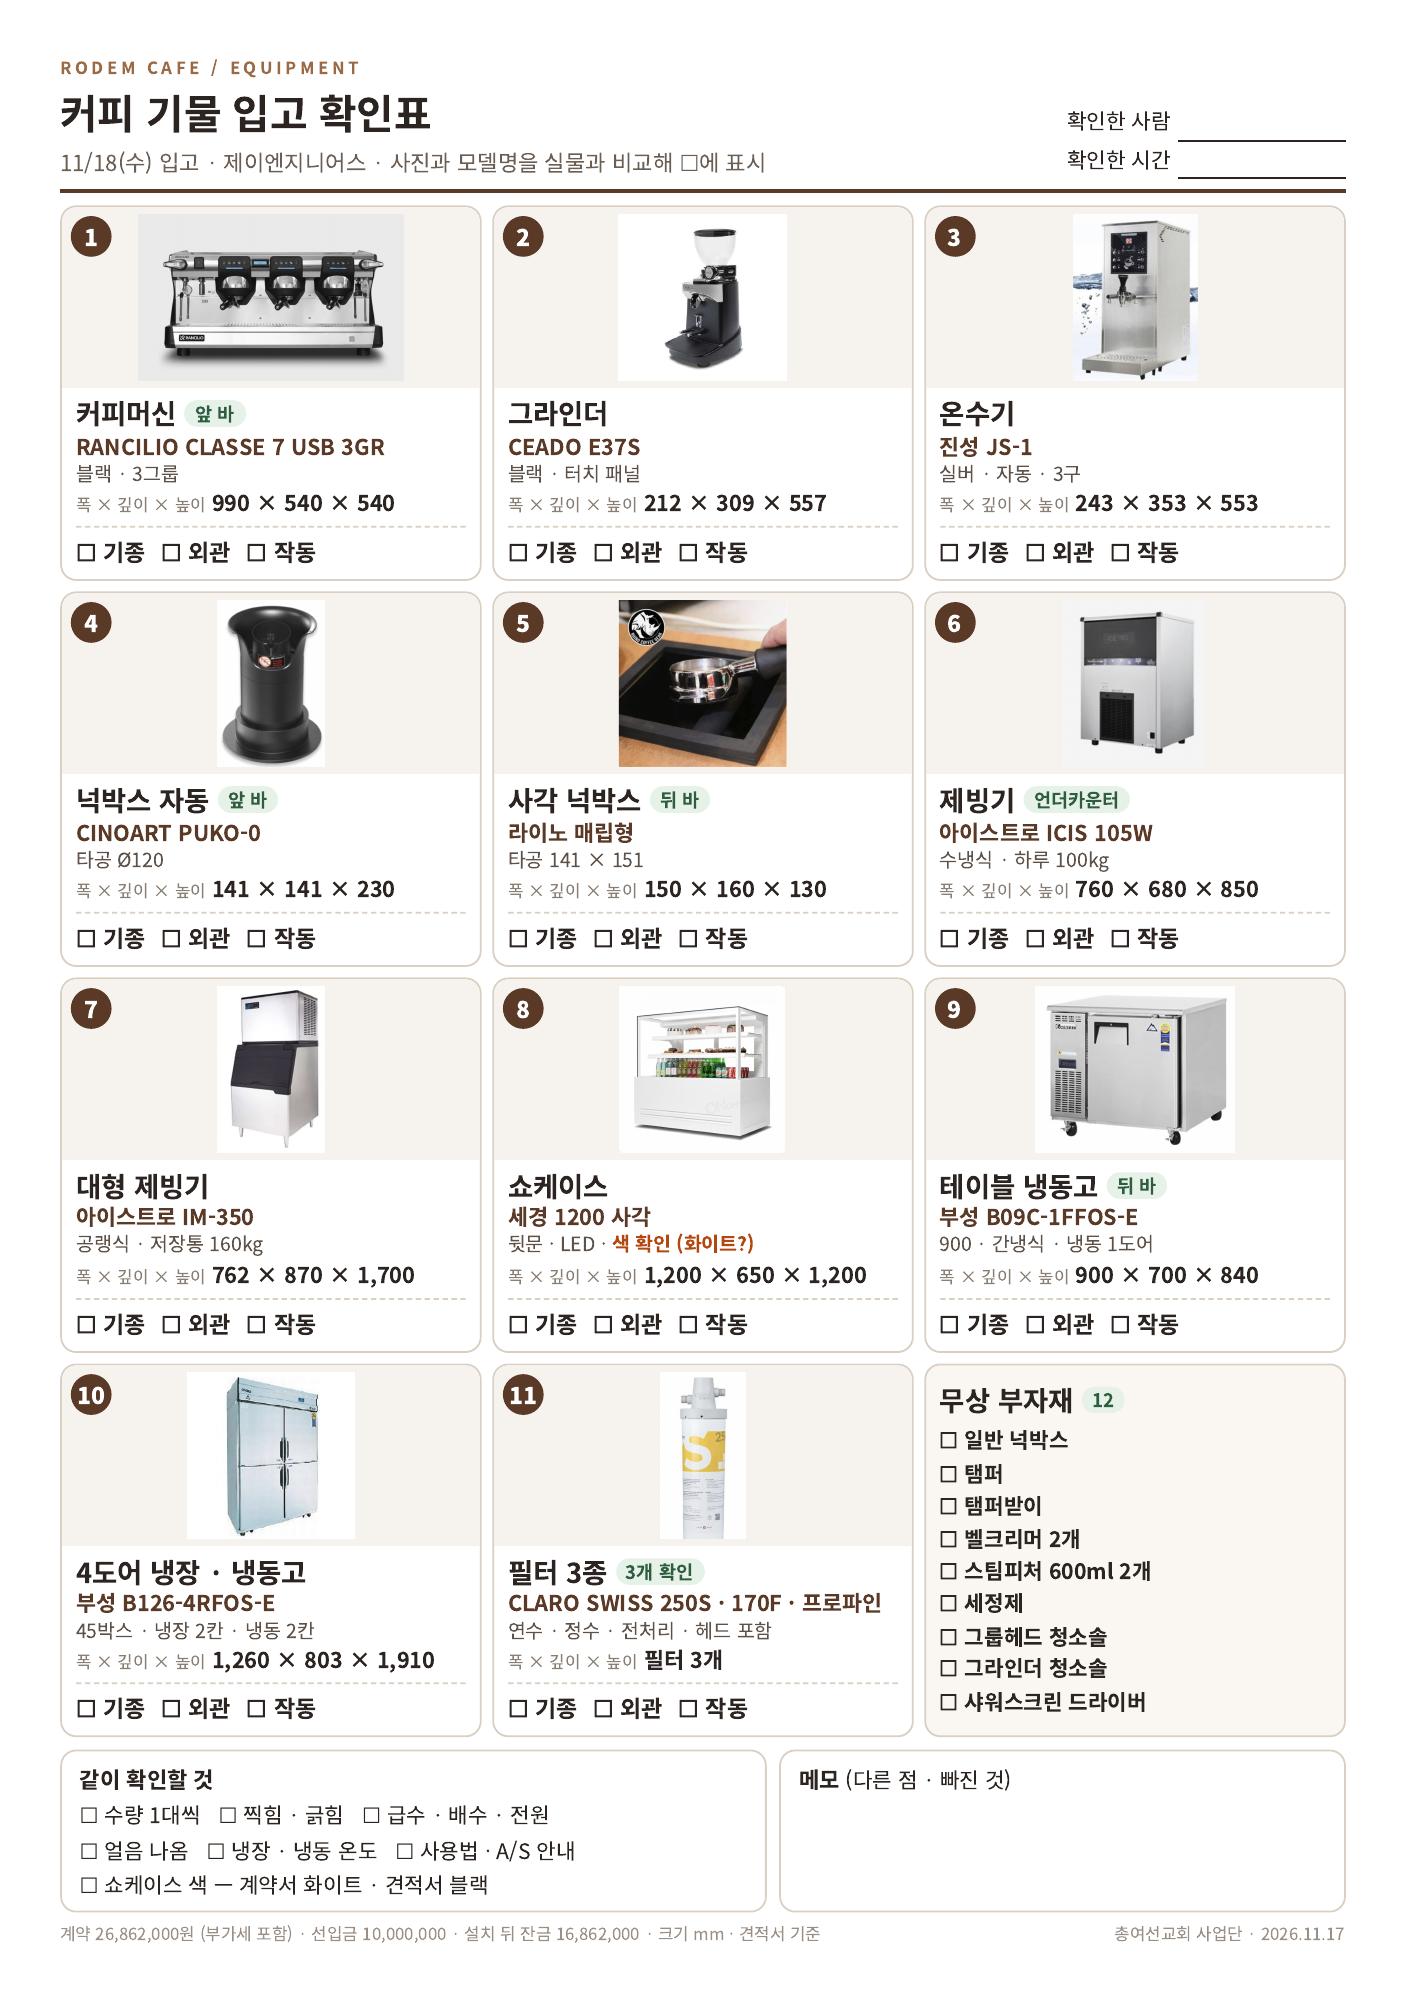 RODEM CAFE / EQUIPMENT
커피 기물 입고 확인표
11/18(수) 입고 · 제이엔지니어스 · 사진과 모델명을 실물과 비교해 □에 표시
확인한 사람
확인한 시간
1
RANCILIO
커피머신 앞 바
RANCILIO CLASSE 7 USB 3GR
블랙 · 3그룹
폭 × 깊이 × 높이 990 × 540 × 540
□ 기종 □ 외관 □ 작동
2
그라인더
CEADO E37S
블랙 · 터치 패널
폭 × 깊이 × 높이 212 × 309 × 557
□ 기종 □ 외관 □ 작동
3
온수기
진성 JS-1
실버 · 자동 · 3구
폭 × 깊이 × 높이 243 × 353 × 553
□ 기종 □ 외관 □ 작동
4
넉박스 자동 앞 바
CINOART PUKO-0
타공 Ø120
폭 × 깊이 × 높이 141 × 141 × 230
□ 기종 □ 외관 □ 작동
5
사각 넉박스 뒤 바
라이노 매립형
타공 141 × 151
폭 × 깊이 × 높이 150 × 160 × 130
□ 기종 □ 외관 □ 작동
6
제빙기 언더카운터
아이스트로 ICIS 105W
수냉식 · 하루 100kg
폭 × 깊이 × 높이 760 × 680 × 850
□ 기종 □ 외관 □ 작동
7
대형 제빙기
아이스트로 IM-350
공랭식 · 저장통 160kg
폭 × 깊이 × 높이 762 × 870 × 1,700
□ 기종 □ 외관 □ 작동
8
쇼케이스
세경 1200 사각
뒷문 · LED · 색 확인 (화이트?)
폭 × 깊이 × 높이 1,200 × 650 × 1,200
□ 기종 □ 외관 □ 작동
9
테이블 냉동고 뒤 바
부성 B09C-1FFOS-E
900 · 간냉식 · 냉동 1도어
폭 × 깊이 × 높이 900 × 700 × 840
□ 기종 □ 외관 □ 작동
10
4도어 냉장 · 냉동고
부성 B126-4RFOS-E
45박스 · 냉장 2칸 · 냉동 2칸
폭 × 깊이 × 높이 1,260 × 803 × 1,910
□ 기종 □ 외관 □ 작동
11
S 25
필터 3종 3개 확인
CLARO SWISS 250S · 170F · 프로파인
연수 · 정수 · 전처리 · 헤드 포함
폭 × 깊이 × 높이 필터 3개
□ 기종 □ 외관 □ 작동
무상 부자재 12
□ 일반 넉박스
□ 탬퍼
□ 탬퍼받이
□ 벨크리머 2개
□ 스팀피처 600ml 2개
□ 세정제
□ 그룹헤드 청소솔
□ 그라인더 청소솔
□ 샤워스크린 드라이버
같이 확인할 것
□ 수량 1대씩 □ 찍힘 · 긁힘 □ 급수 · 배수 · 전원
□ 얼음 나옴 □ 냉장 · 냉동 온도 □ 사용법 · A/S 안내
□ 쇼케이스 색 — 계약서 화이트 · 견적서 블랙
메모 (다른 점 · 빠진 것)
계약 26,862,000원 (부가세 포함) · 선입금 10,000,000 · 설치 뒤 잔금 16,862,000 · 크기 mm · 견적서 기준
총여선교회 사업단 · 2026.11.17